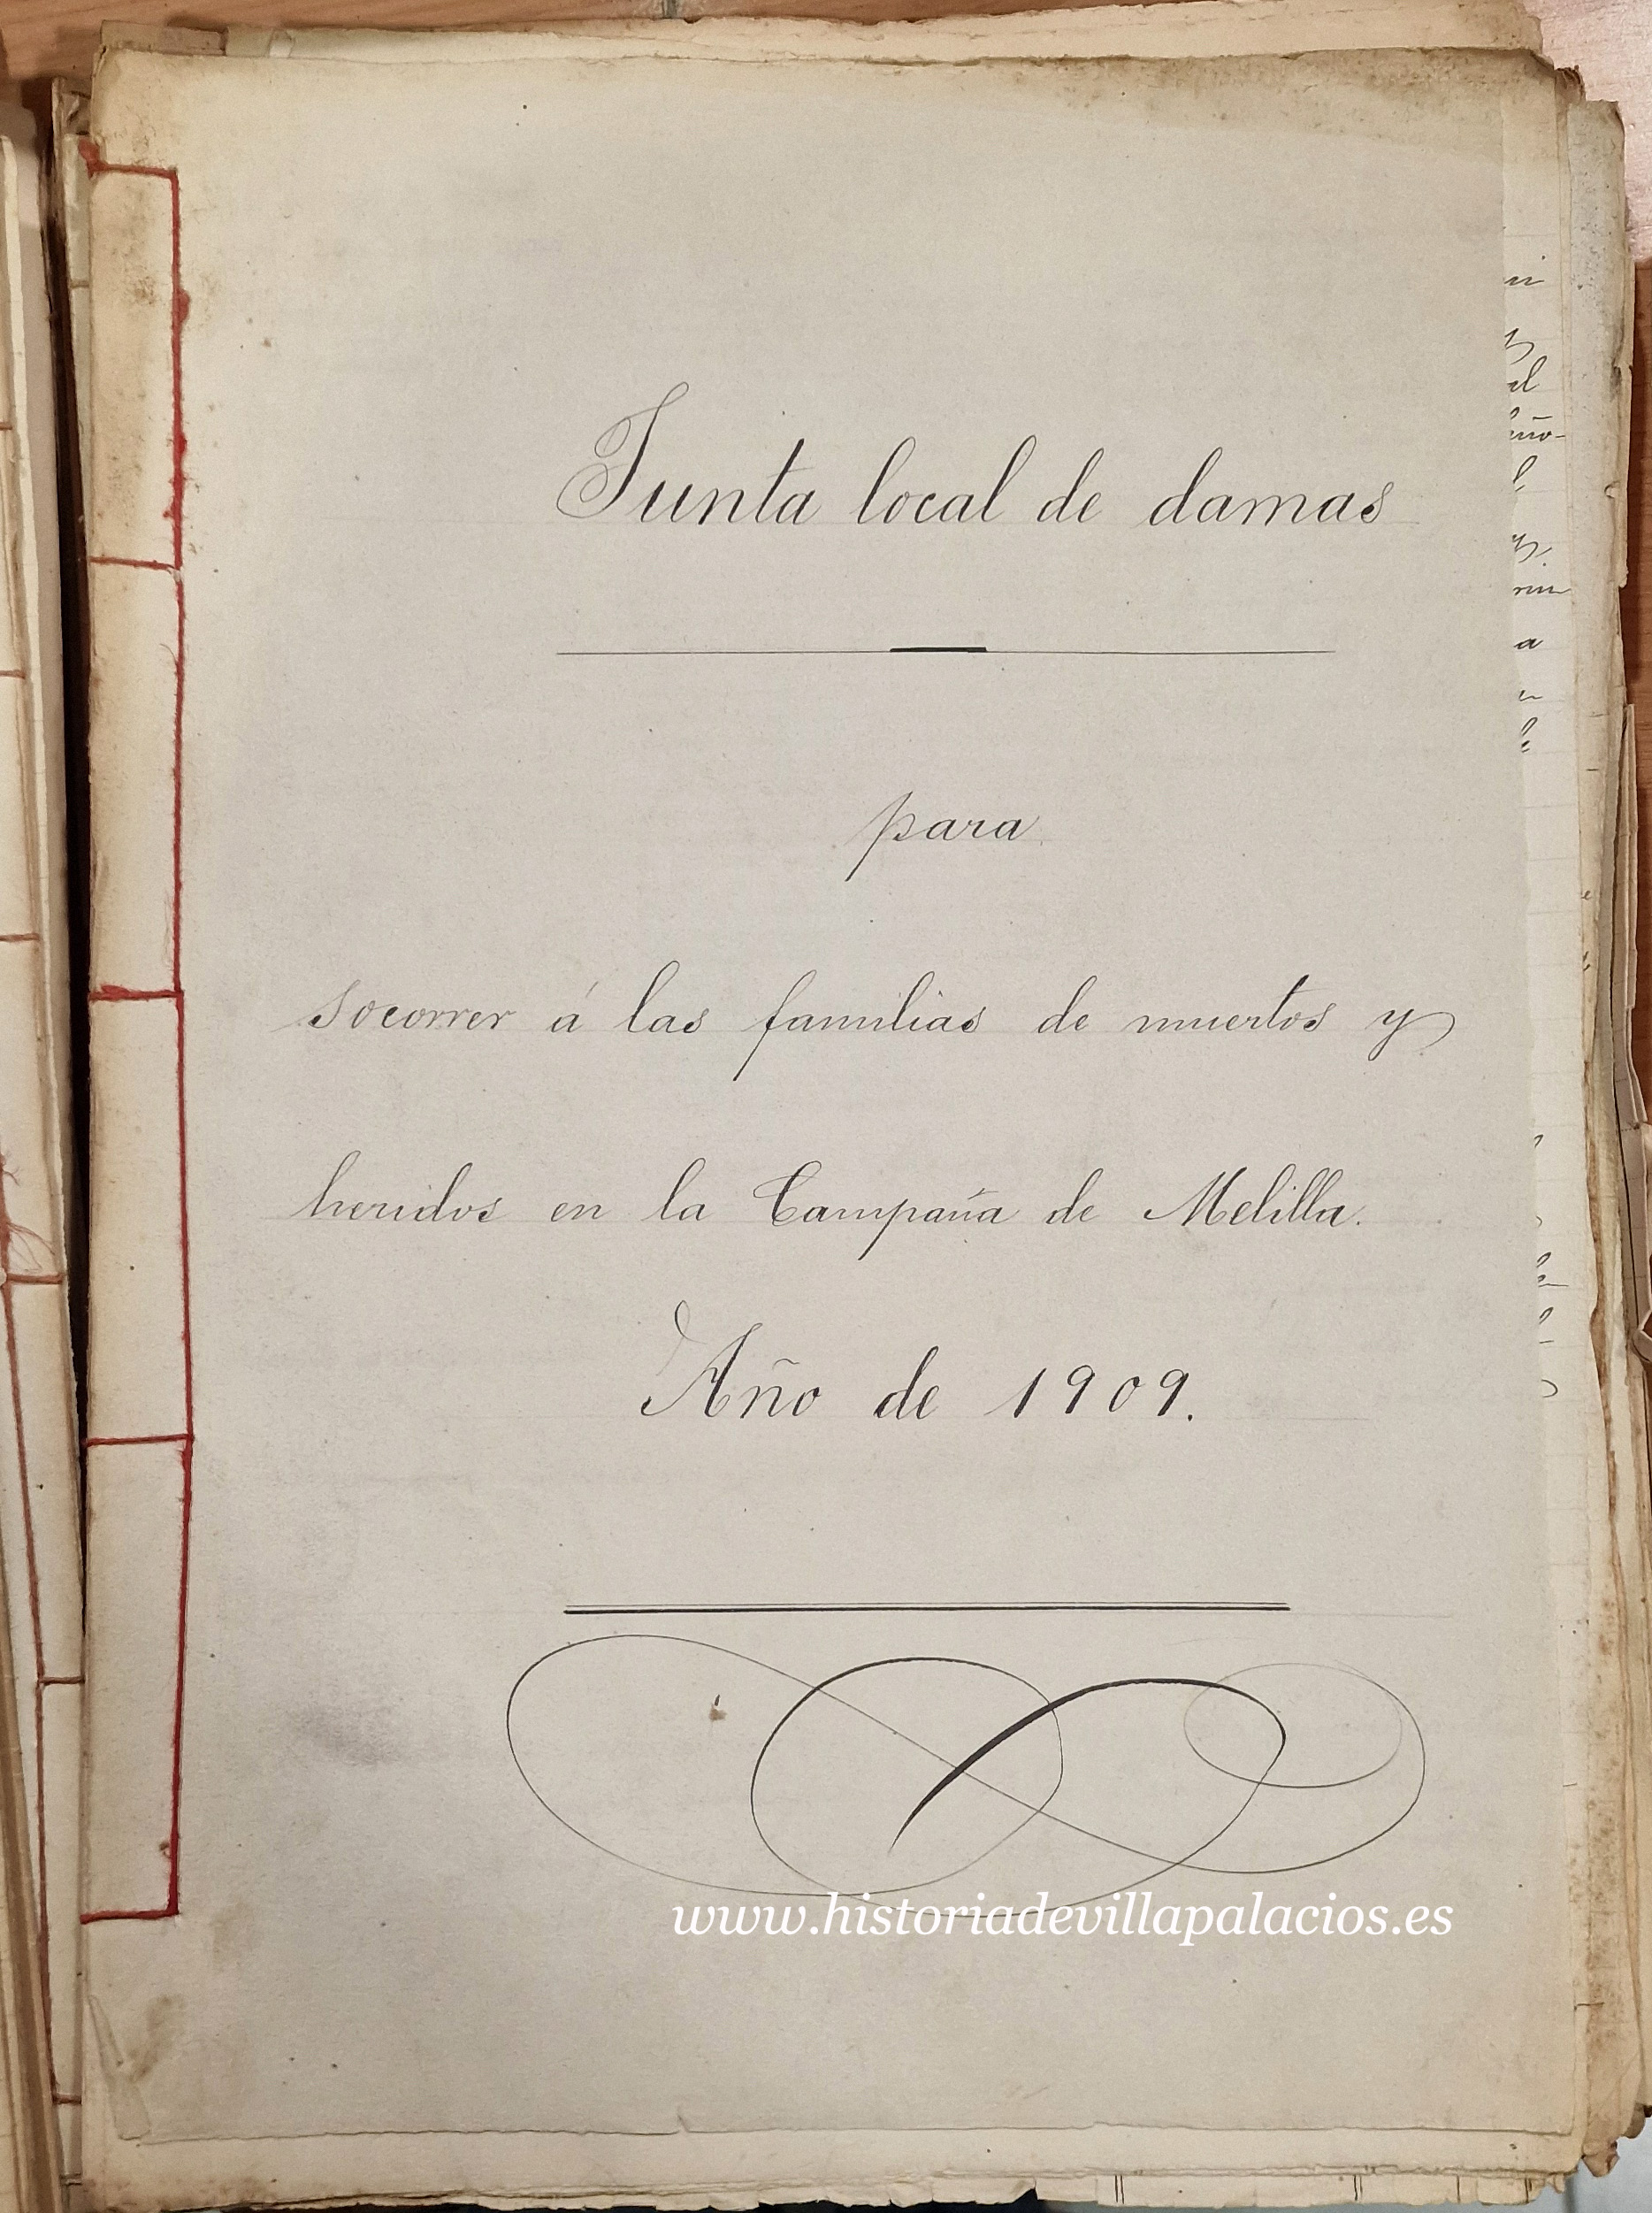 Junta local de damas
para
socorrer á las familias de muertos y
heridos en la Campaña de Melilla.
Año de 1909.
www.historiadevillapalacios.es